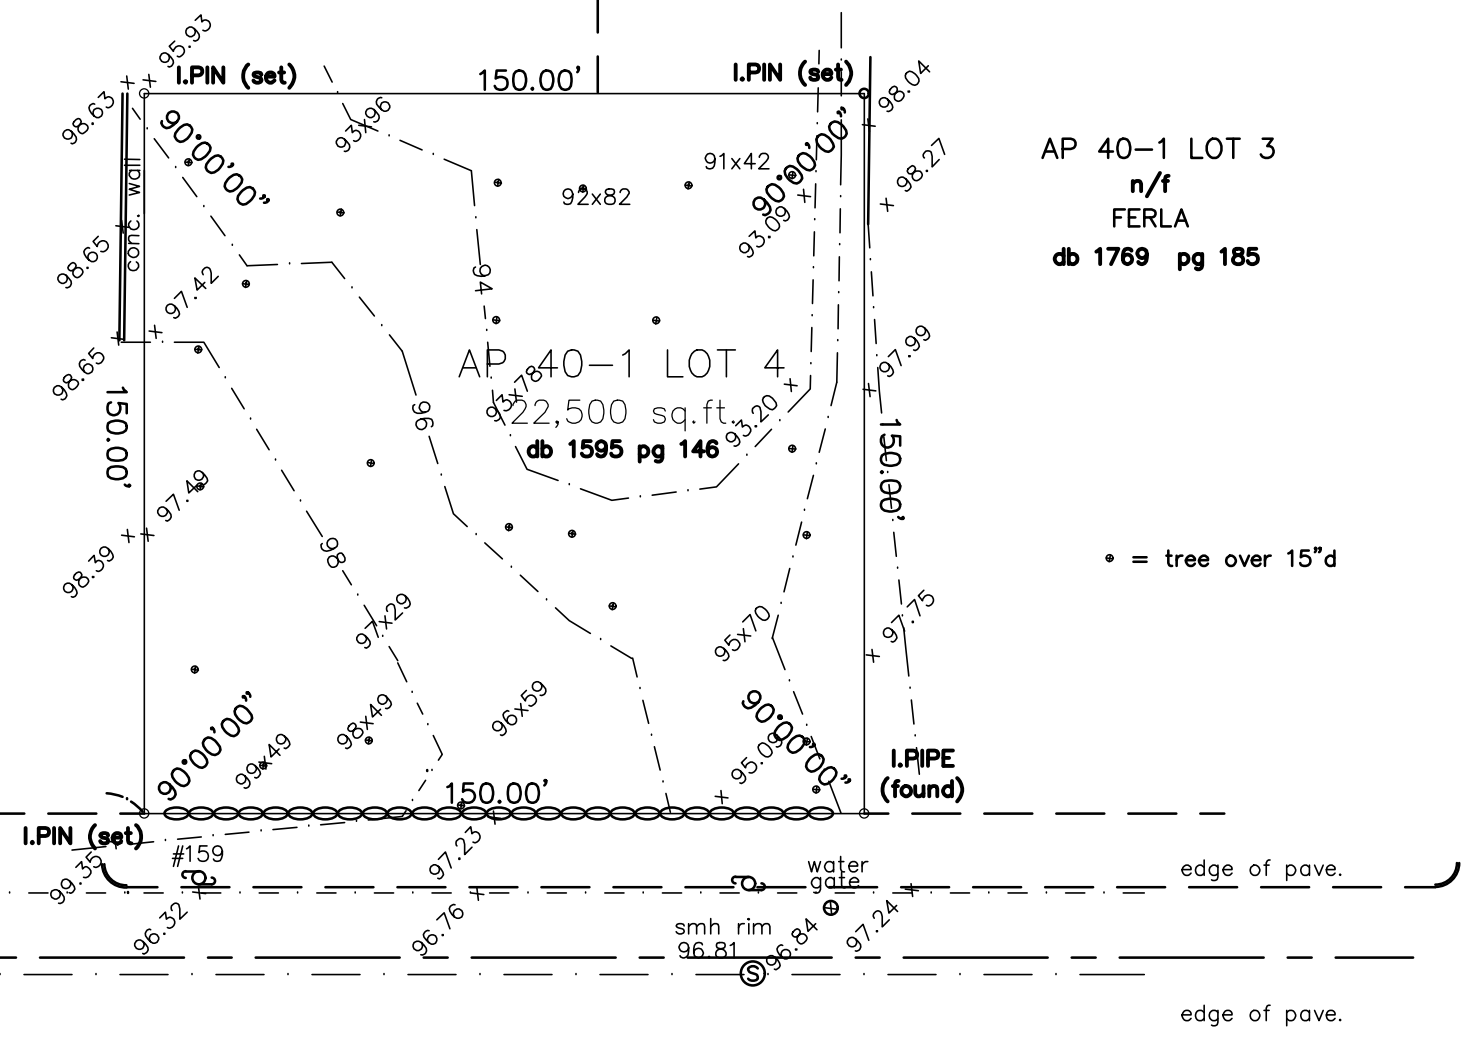 95.93
I.PIN (set)
150.00'
I.PIN (set)
98.04
98.63
90°00'00"
93x96
91x42
92x82
90°00'00"
93.09
98.27
AP 40-1 LOT 3
n/f
FERLA
db 1769 pg 185
conc. wall
98.65
97.42
94
98.65
150.00'
96
AP 40-1 LOT 4
93x78
22,500 sq.ft.
93.20
db 1595 pg 146
97.99
150.00'
97.49
98.39
98
97x29
95x70
97.75
⊕ = tree over 15"d
90°00'00"
99x49
98x49
96x59
95.09
90°00'00"
150.00'
I.PIPE
(found)
I.PIN (set)
99.35
#159
97.23
water
gate
edge of pave.
96.32
96.76
smh rim
96.81
96.84
97.24
S
edge of pave.